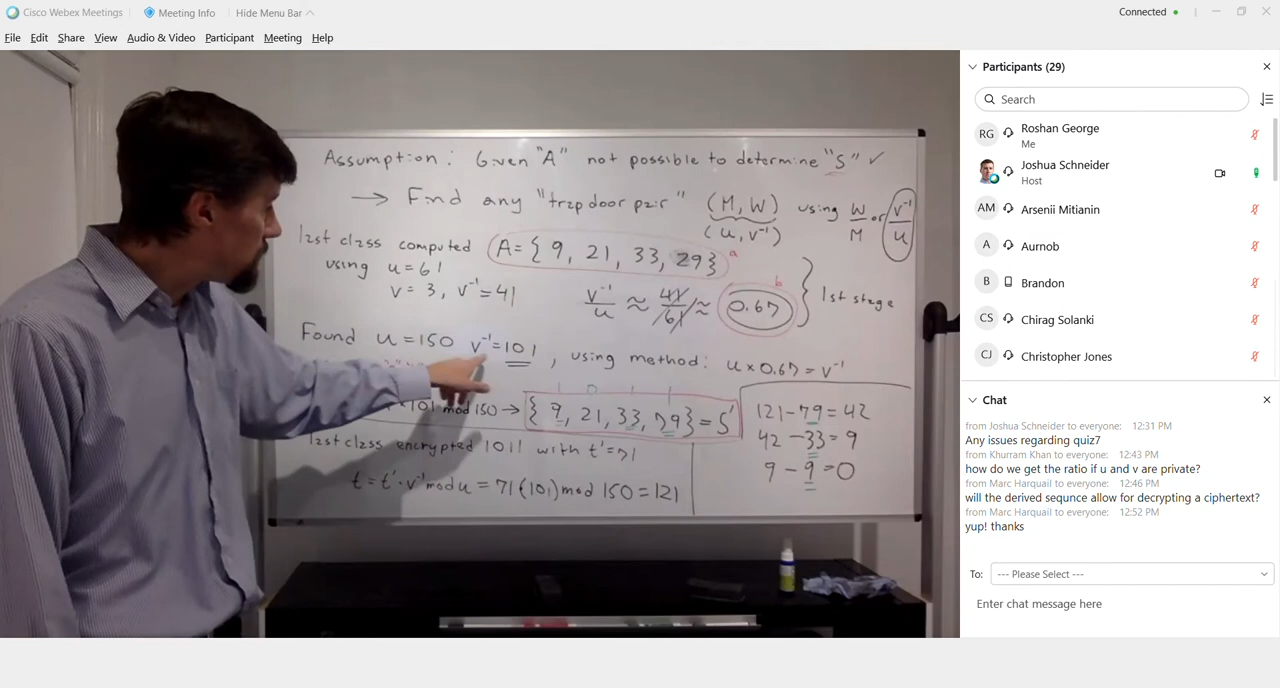 Cisco Webex Meetings
Meeting Info
Hide Menu Bar
Connected
File Edit Share View Audio & Video Participant Meeting Help
Assumption: Given "A" not possible to determine "S" ✓
→ Find any "trapdoor pair" (M, W) using W/M or v⁻¹/u
(u, v⁻¹)
last class computed A = { 9, 21, 33, 29} a
using u = 61
v = 3, v⁻¹ = 41
v⁻¹/u ≈ 41/61 ≈ 0.67 b
} 1st stage
Found u = 150 v⁻¹ = 101, using method: u × 0.67 = v⁻¹
1 0 1 1
101 mod 150 → { 9, 21, 33, 79} = S'
last class encrypted 1011 with t' = 71
t = t' · v⁻¹ mod u = 71(101) mod 150 = 121
121 - 79 = 42
42 - 33 = 9
9 - 9 = 0
Participants (29)
Search
RG Roshan George
Me
Joshua Schneider
Host
AM Arsenii Mitianin
A Aurnob
B Brandon
CS Chirag Solanki
CJ Christopher Jones
Chat
from Joshua Schneider to everyone: 12:31 PM
Any issues regarding quiz?
from Khurram Khan to everyone: 12:43 PM
how do we get the ratio if u and v are private?
from Marc Harquail to everyone: 12:46 PM
will the derived sequnce allow for decrypting a ciphertext?
from Marc Harquail to everyone: 12:52 PM
yup! thanks
To: --- Please Select ---
Enter chat message here